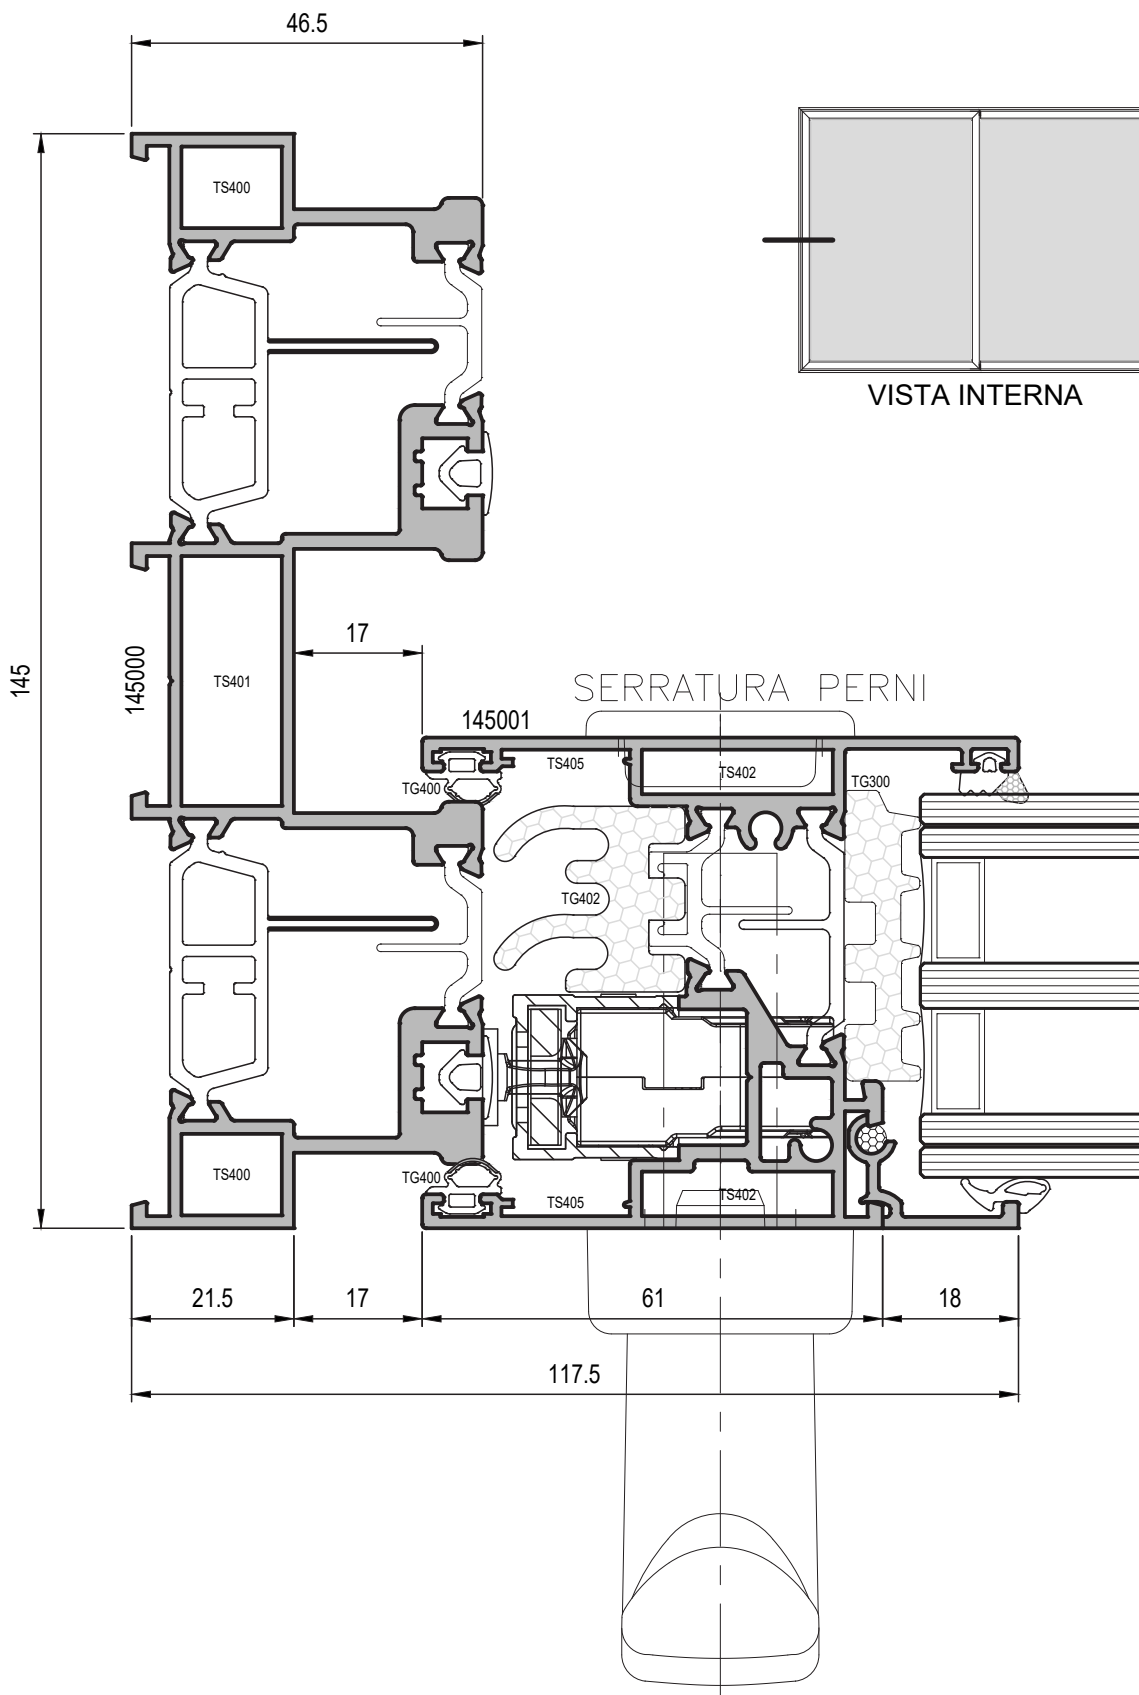 46.5
TS400
VISTA INTERNA
17
145
145000
TS401
SERRATURA PERNI
145001
TS405
TS402
TG400
TG300
TG402
TG400
TS400
TS405
TS402
21.5
17
61
18
117.5